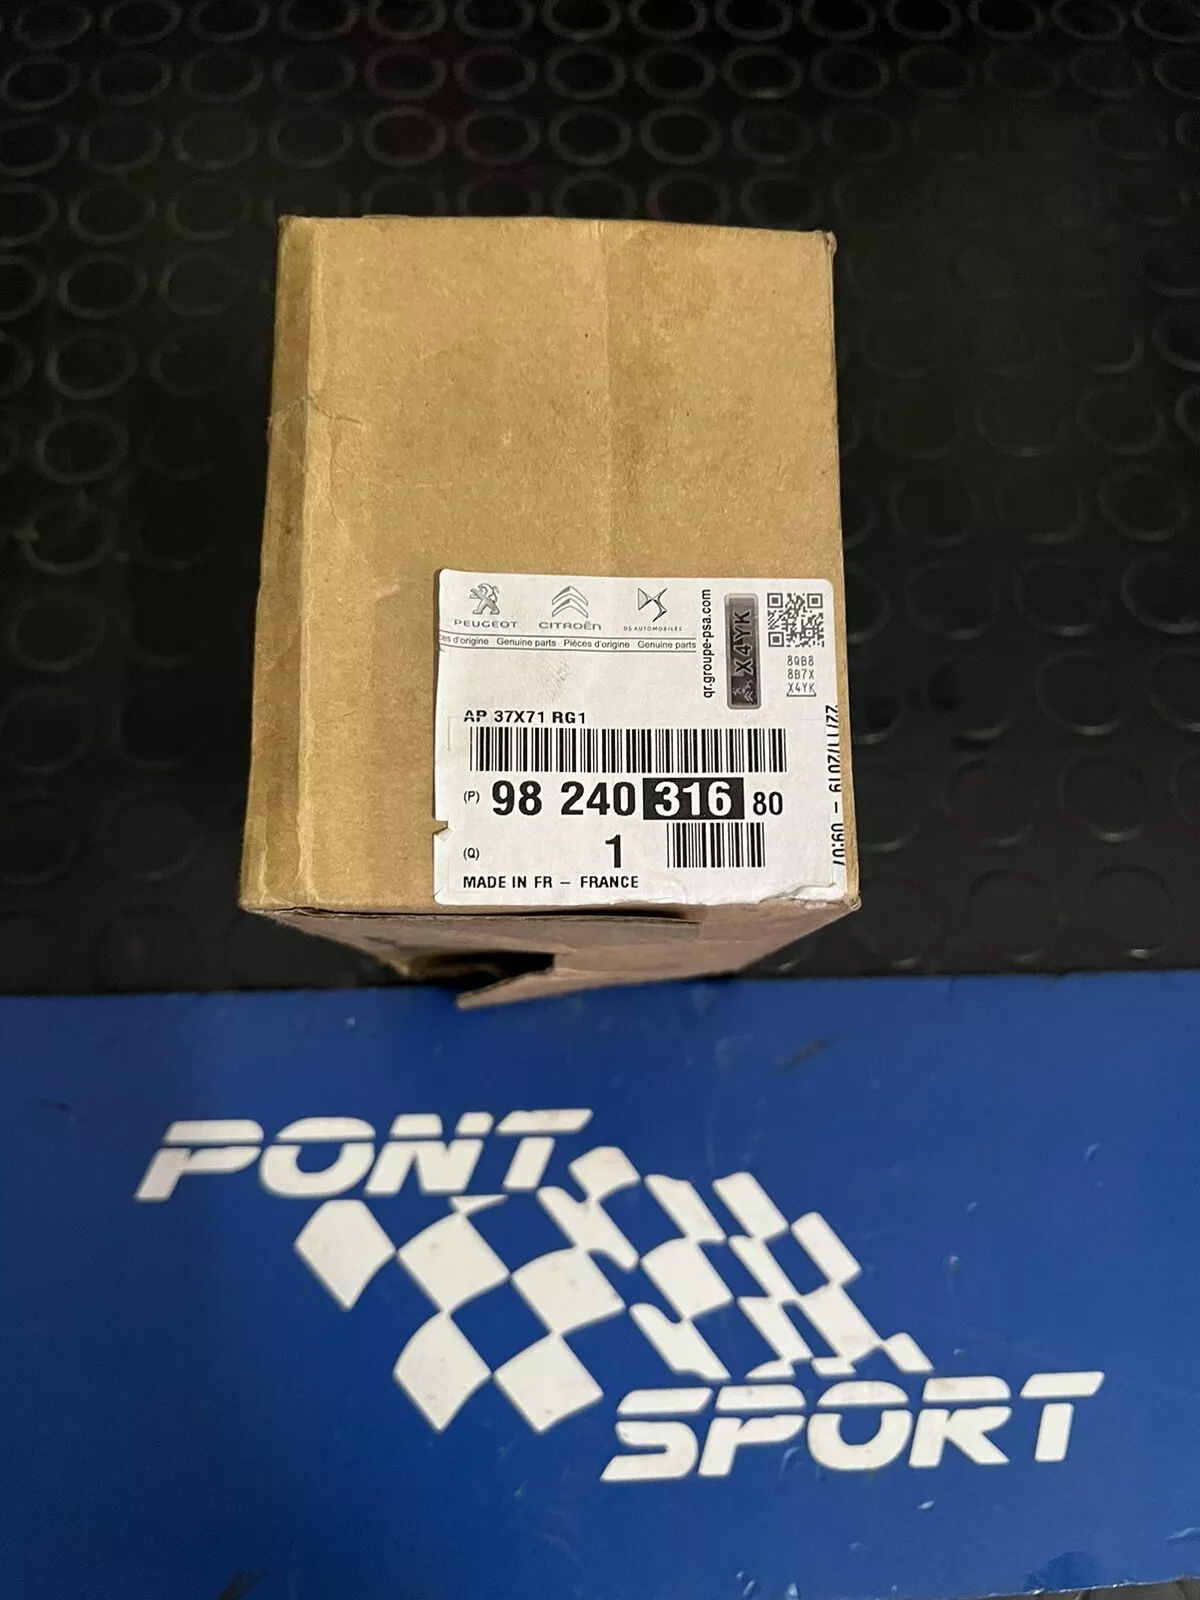 PEUGEOT CITROËN DS AUTOMOBILES
ces d'origine Genuine parts Pièces d'origine Genuine parts
qr.groupe-psa.com
X4YK
8QB8
8B7X
X4YK
AP 37X71 RG1
(P) 98 240 316 80
(Q) 1
MADE IN FR – FRANCE
22/11/2019 – 09:07
PONT
SPORT